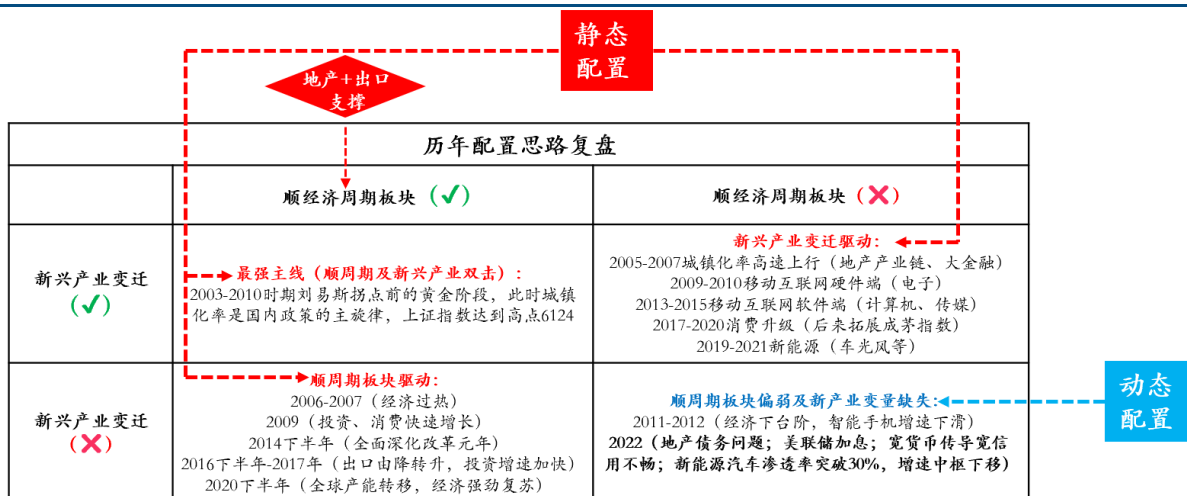 静态
配置
地产+出口
支撑
历年配置思路复盘
顺经济周期板块（✓）
顺经济周期板块（✗）
新兴产业变迁
（✓）
最强主线（顺周期及新兴产业双击）：
2003-2010时期刘易斯拐点前的黄金阶段，此时城镇
化率是国内政策的主旋律，上证指数达到高点6124
新兴产业变迁驱动：
2005-2007城镇化率高速上行（地产产业链、大金融）
2009-2010移动互联网硬件端（电子）
2013-2015移动互联网软件端（计算机、传媒）
2017-2020消费升级（后来拓展成茅指数）
2019-2021新能源（车光风等）
新兴产业变迁
（✗）
顺周期板块驱动：
2006-2007（经济过热）
2009（投资、消费快速增长）
2014下半年（全面深化改革元年）
2016下半年-2017年（出口由降转升，投资增速加快）
2020下半年（全球产能转移，经济强劲复苏）
顺周期板块偏弱及新产业变量缺失：
2011-2012（经济下台阶，智能手机增速下滑）
2022（地产债务问题；美联储加息；宽货币传导宽信
用不畅；新能源汽车渗透率突破30%，增速中枢下移）
动态
配置